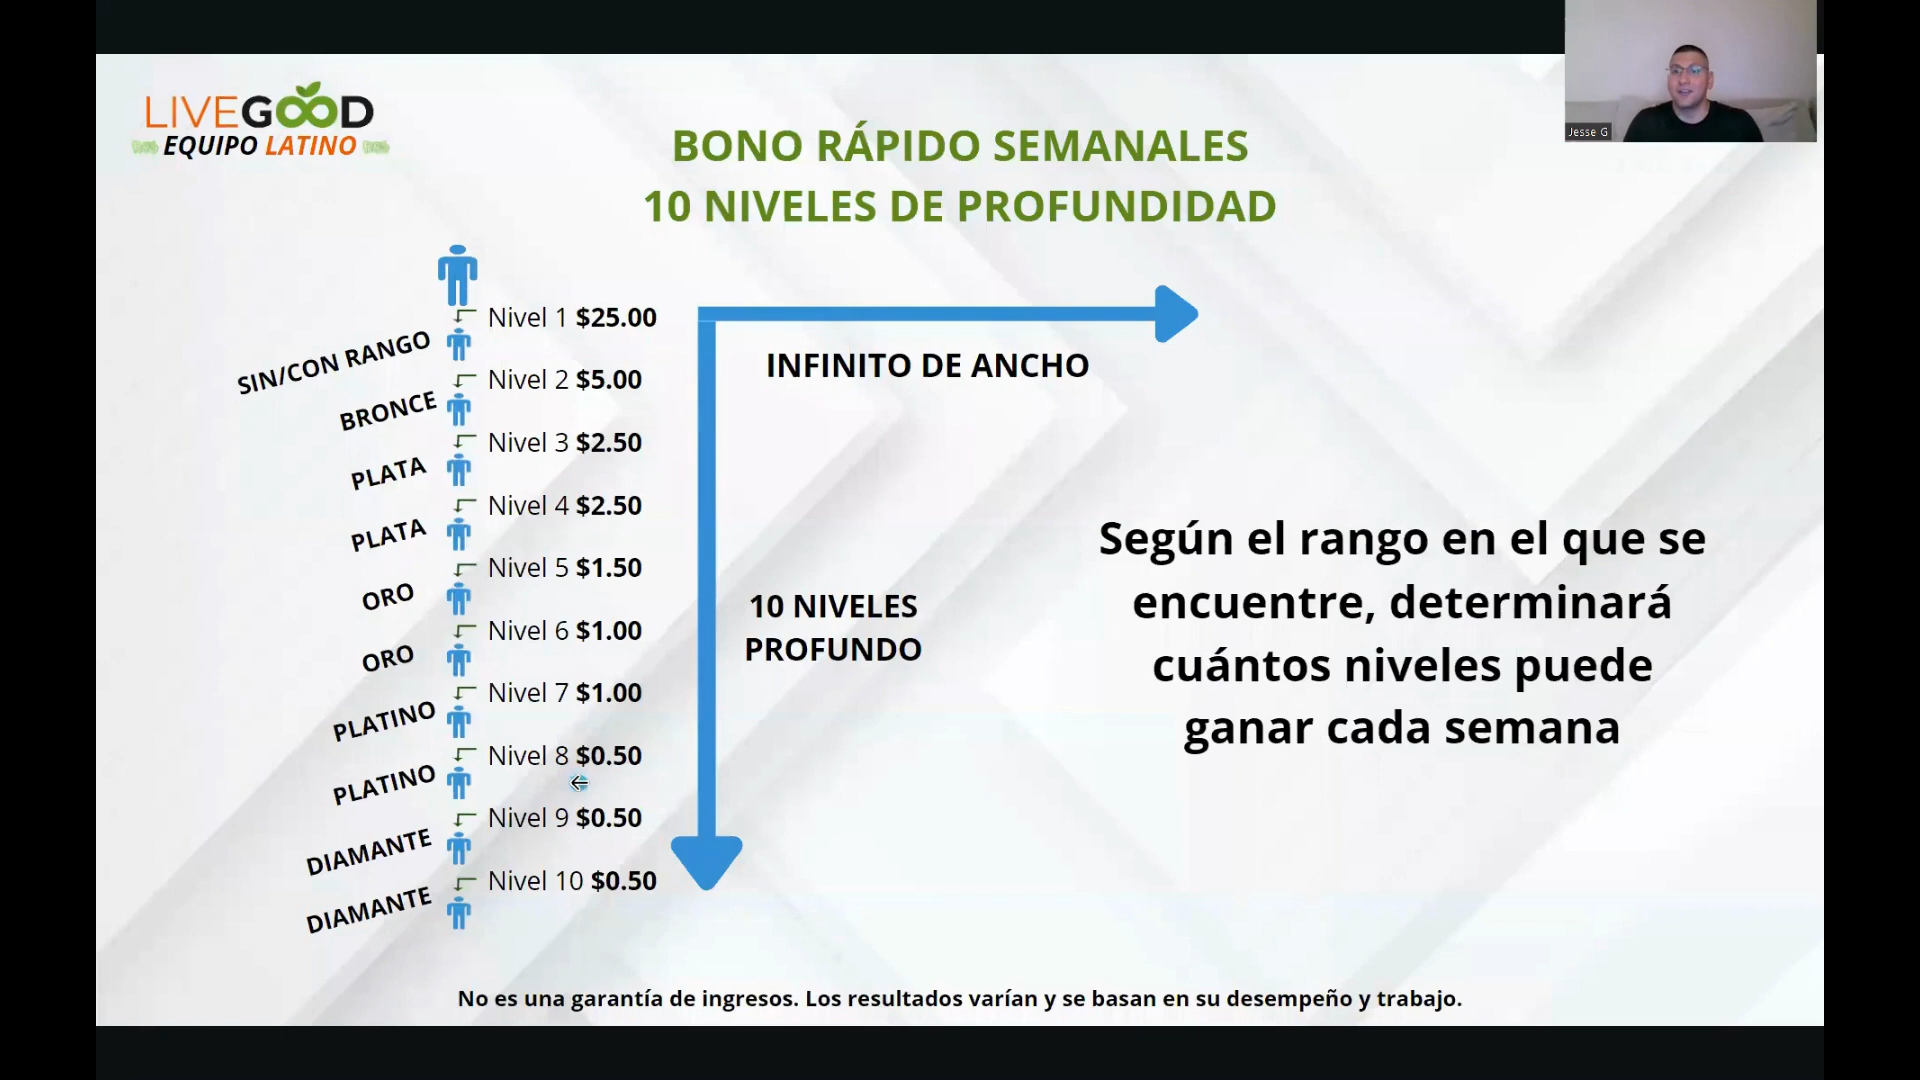 LIVEGOOD
EQUIPO LATINO
Jesse G
BONO RÁPIDO SEMANALES
10 NIVELES DE PROFUNDIDAD
Nivel 1 $25.00
SIN/CON RANGO
Nivel 2 $5.00
BRONCE
Nivel 3 $2.50
PLATA
Nivel 4 $2.50
PLATA
Nivel 5 $1.50
ORO
Nivel 6 $1.00
ORO
Nivel 7 $1.00
PLATINO
Nivel 8 $0.50
PLATINO
Nivel 9 $0.50
DIAMANTE
Nivel 10 $0.50
DIAMANTE
INFINITO DE ANCHO
10 NIVELES
PROFUNDO
Según el rango en el que se
encuentre, determinará
cuántos niveles puede
ganar cada semana
No es una garantía de ingresos. Los resultados varían y se basan en su desempeño y trabajo.